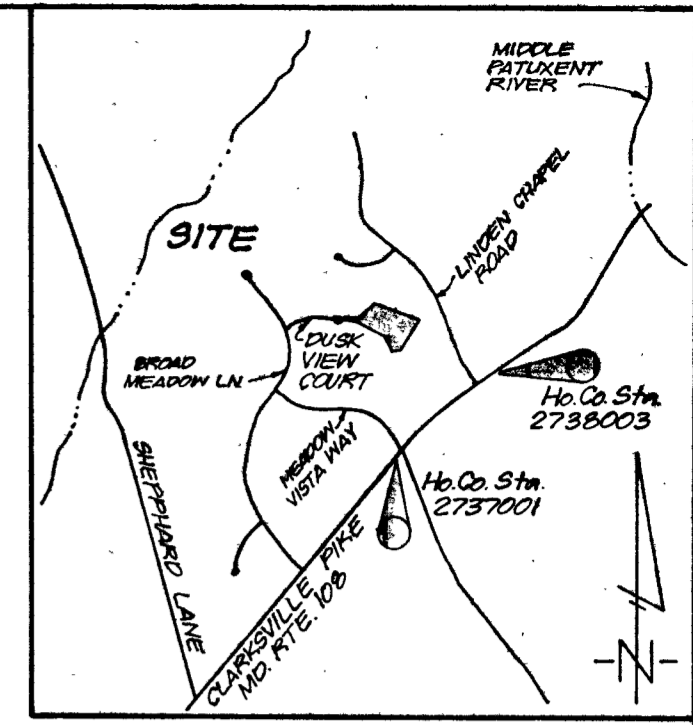 MIDDLE
PATUXENT
RIVER
SITE
LINDEN CHAPEL
ROAD
DUSK
VIEW
COURT
BROAD
MEADOW LN.
Ho. Co. Stn.
2738003
MEADOW
VISTA WAY
Ho. Co. Stn.
2737001
SHEPPHARD LANE
CLARKSVILLE PIKE
MD. RTE. 108
N